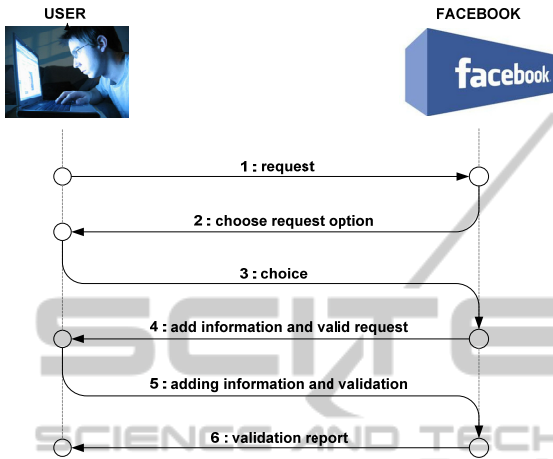 USER
FACEBOOK
facebook
1 : request
2 : choose request option
3 : choice
4 : add information and valid request
5 : adding information and validation
6 : validation report
SCITE
SCIENCE AND TECH